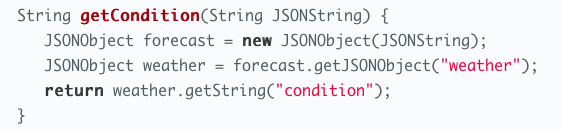 String getCondition(String JSONString) {
   JSONObject forecast = new JSONObject(JSONString);
   JSONObject weather = forecast.getJSONObject("weather");
   return weather.getString("condition");
}